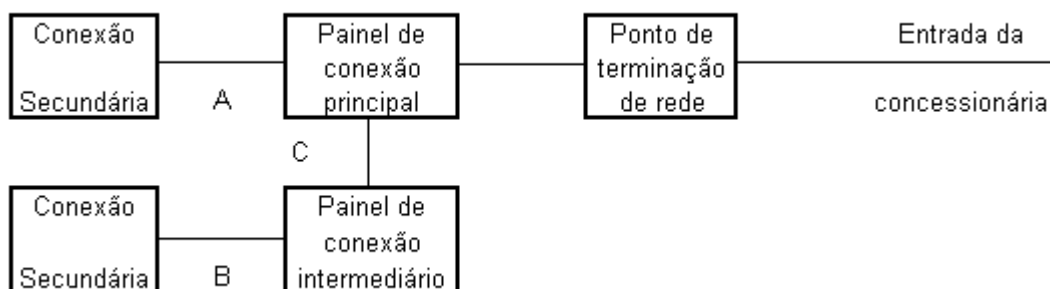 Conexão
Secundária
A
Painel de
conexão
principal
Ponto de
terminação
de rede
Entrada da
concessionária
C
Conexão
Secundária
B
Painel de
conexão
intermediário